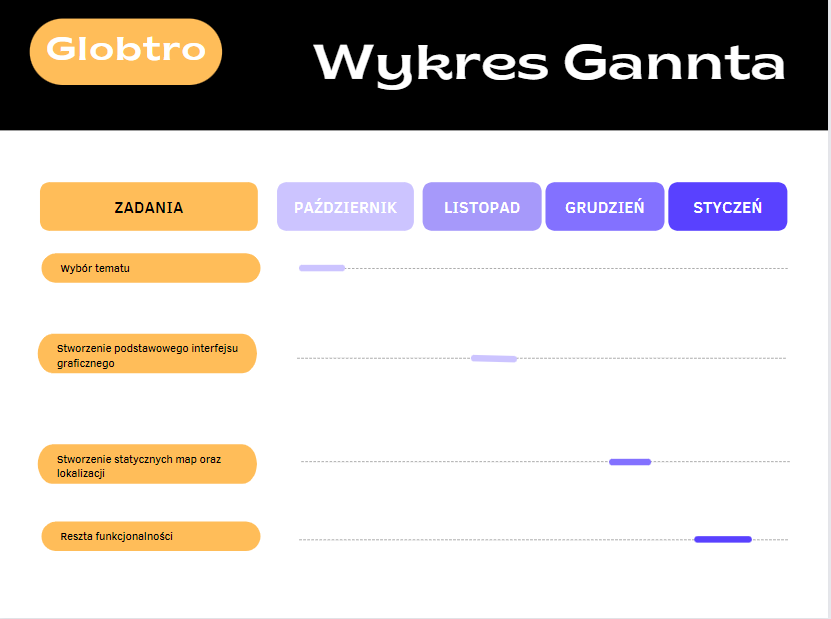 Globtro
Wykres Gannta
ZADANIA
PAŹDZIERNIK
LISTOPAD
GRUDZIEŃ
STYCZEŃ
Wybór tematu
Stworzenie podstawowego interfejsu
graficznego
Stworzenie statycznych map oraz
lokalizacji
Reszta funkcjonalności